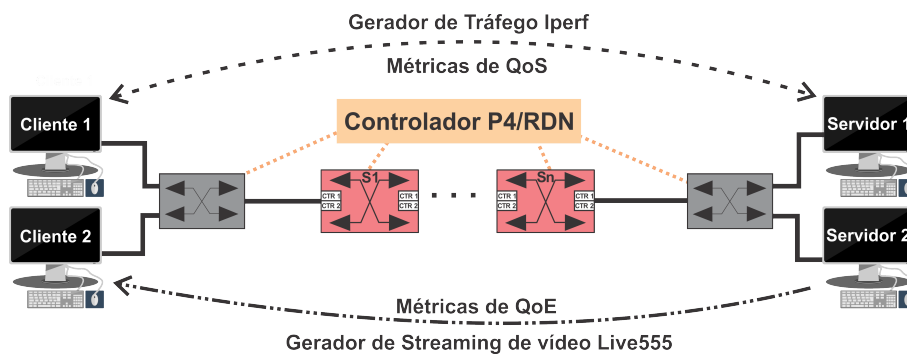 Gerador de Tráfego Iperf
Métricas de QoS
Cliente 1
Servidor 1
Controlador P4/RDN
S1
Sn
CTR 1
CTR 2
CTR 1
CTR 2
CTR 1
CTR 2
CTR 1
CTR 2
Cliente 2
Servidor 2
Métricas de QoE
Gerador de Streaming de vídeo Live555